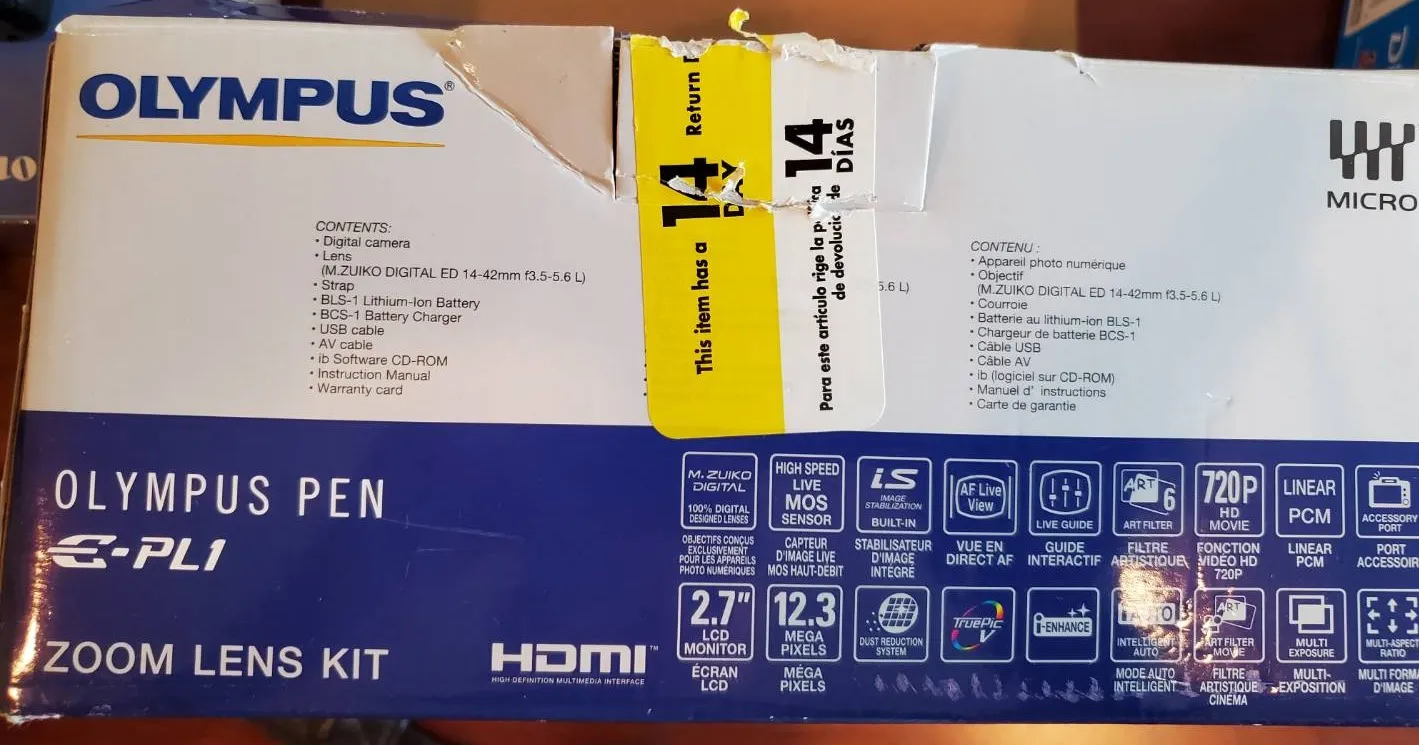 OLYMPUS®
CONTENTS:
• Digital camera
• Lens
(M.ZUIKO DIGITAL ED 14-42mm f3.5-5.6 L)
• Strap
• BLS-1 Lithium-Ion Battery
• BCS-1 Battery Charger
• USB cable
• AV cable
• ib Software CD-ROM
• Instruction Manual
• Warranty card
This item has a 14 DAY Return
Para este artículo rige la
de devolución de
14
DÍAS
5.6 L)
CONTENU :
• Appareil photo numérique
• Objectif
(M.ZUIKO DIGITAL ED 14-42mm f3.5-5.6 L)
• Courroie
• Batterie au lithium-ion BLS-1
• Chargeur de batterie BCS-1
• Câble USB
• Câble AV
• ib (logiciel sur CD-ROM)
• Manuel d' instructions
• Carte de garantie
MICRO
OLYMPUS PEN
E-PL1
ZOOM LENS KIT
HDMI™
HIGH-DEFINITION MULTIMEDIA INTERFACE
M. ZUIKO
DIGITAL
100% DIGITAL
DESIGNED LENSES
OBJECTIFS CONÇUS
EXCLUSIVEMENT
POUR LES APPAREILS
PHOTO NUMÉRIQUES
HIGH SPEED
LIVE
MOS
SENSOR
CAPTEUR
D'IMAGE LIVE
MOS HAUT-DÉBIT
iS
IMAGE
STABILIZATION
BUILT-IN
STABILISATEUR
D'IMAGE
INTÉGRÉ
AF Live
View
VUE EN
DIRECT AF
LIVE GUIDE
GUIDE
INTERACTIF
ART 6
ART FILTER
FILTRE
ARTISTIQUE
720P
HD
MOVIE
FONCTION
VIDÉO HD
720P
LINEAR
PCM
LINEAR
PCM
ACCESSORY
PORT
PORT
ACCESSOIR
2.7"
LCD
MONITOR
ÉCRAN
LCD
12.3
MEGA
PIXELS
MÉGA
PIXELS
DUST REDUCTION
SYSTEM
TruePic
V
i-ENHANCE
iAUTO
INTELLIGENT
AUTO
MODE AUTO
INTELLIGENT
ART
ART FILTER
MOVIE
FILTRE
ARTISTIQUE
CINÉMA
MULTI
EXPOSURE
MULTI-
EXPOSITION
MULTI-ASPECT
RATIO
MULTI FORMA
D'IMAGE